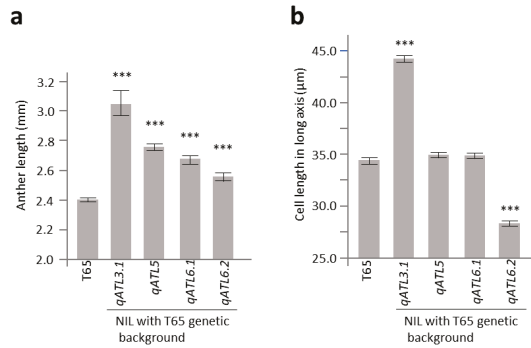 a
Anther length (mm)
3.2
3.0
2.8
2.6
2.4
2.2
2.0
***
***
***
***
T65
qATL3.1
qATL5
qATL6.1
qATL6.2
NIL with T65 genetic
background
b
Cell length in long axis (μm)
45.0
40.0
35.0
30.0
25.0
***
***
T65
qATL3.1
qATL5
qATL6.1
qATL6.2
NIL with T65 genetic
background